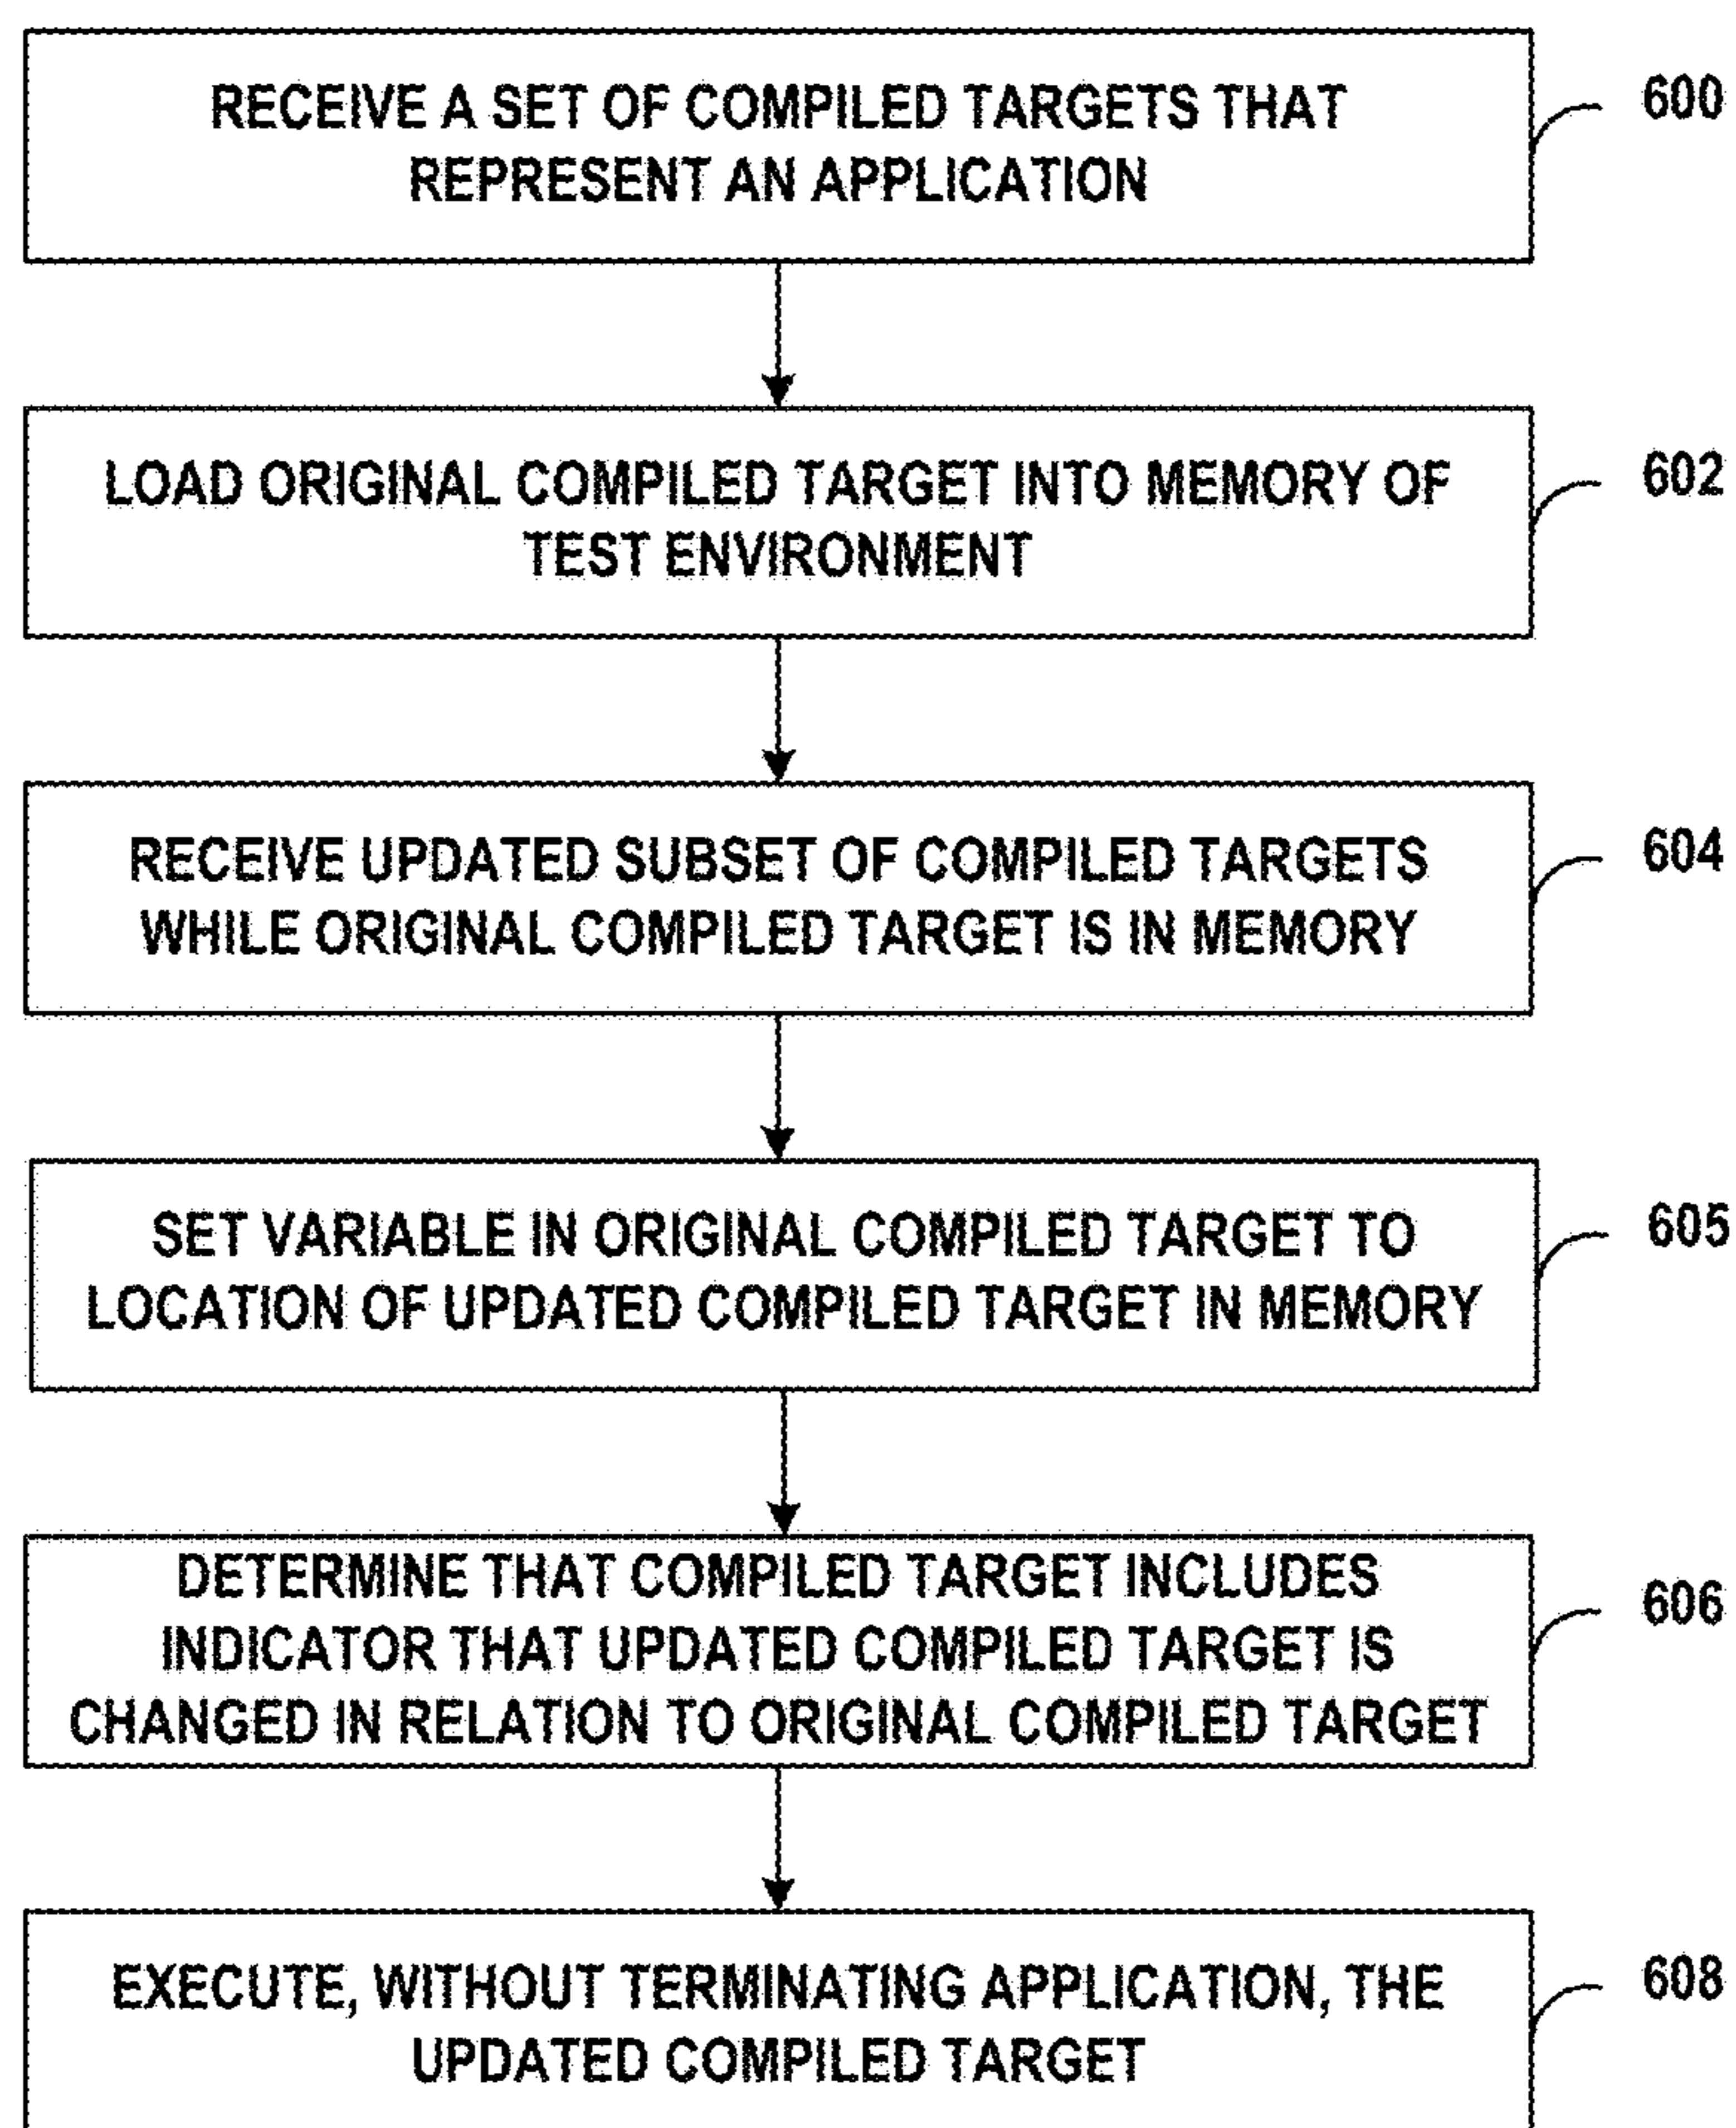 RECEIVE A SET OF COMPILED TARGETS THAT
REPRESENT AN APPLICATION
600
LOAD ORIGINAL COMPILED TARGET INTO MEMORY OF
TEST ENVIRONMENT
602
RECEIVE UPDATED SUBSET OF COMPILED TARGETS
WHILE ORIGINAL COMPILED TARGET IS IN MEMORY
604
SET VARIABLE IN ORIGINAL COMPILED TARGET TO
LOCATION OF UPDATED COMPILED TARGET IN MEMORY
605
DETERMINE THAT COMPILED TARGET INCLUDES
INDICATOR THAT UPDATED COMPILED TARGET IS
CHANGED IN RELATION TO ORIGINAL COMPILED TARGET
606
EXECUTE, WITHOUT TERMINATING APPLICATION, THE
UPDATED COMPILED TARGET
608